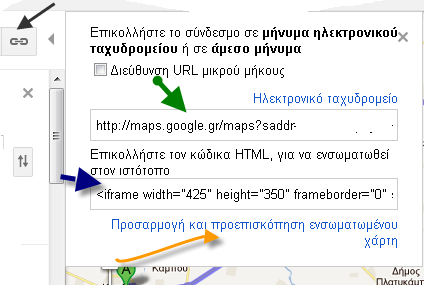 Επικολλήστε το σύνδεσμο σε μήνυμα ηλεκτρονικού
ταχυδρομείου ή σε άμεσο μήνυμα
Διεύθυνση URL μικρού μήκους
Ηλεκτρονικό ταχυδρομείο
http://maps.google.gr/maps?saddr-
Επικολλήστε τον κώδικα HTML, για να ενσωματωθεί
στον ιστότοπο
<iframe width="425" height="350" frameborder="0" s
Προσαρμογή και προεπισκόπηση ενσωματωμένου
χάρτη
A
Κάμπου
Δήμος
Πλατυκάμπ